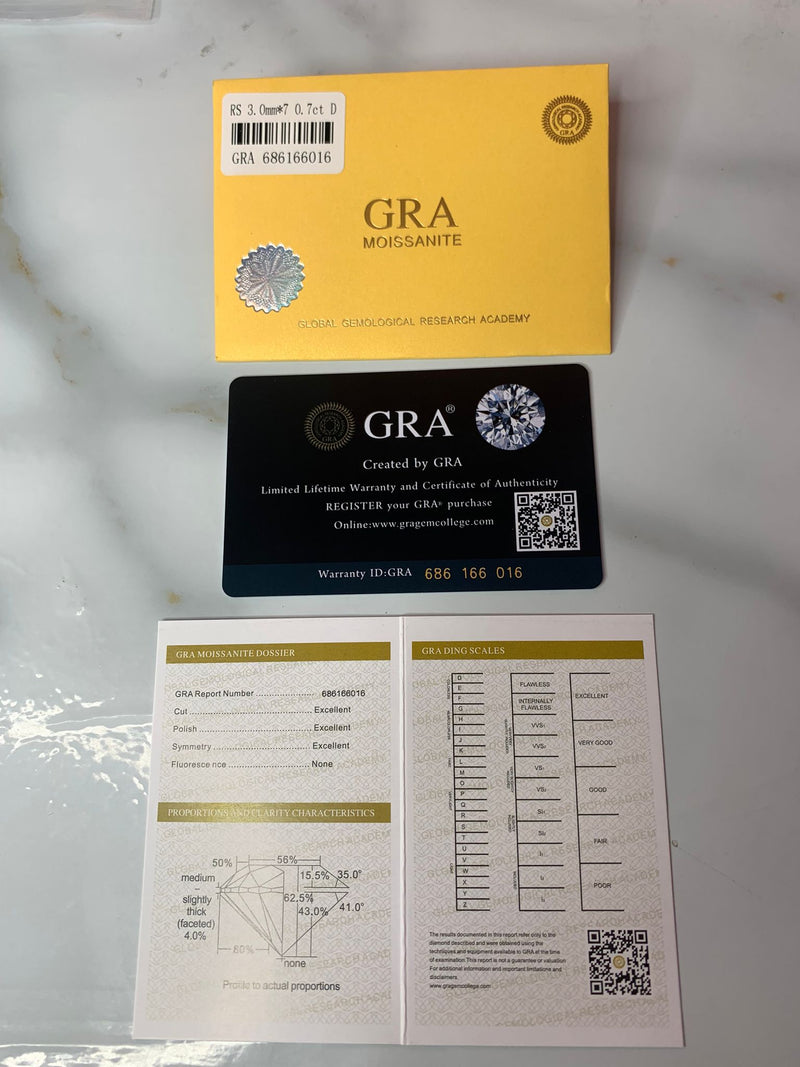 RS 3.0mm*7 0.7ct D
GRA 686166016
GRA
GRA
MOISSANITE
GLOBAL GEMOLOGICAL RESEARCH ACADEMY
GRA
GRA®
Created by GRA
Limited Lifetime Warranty and Certificate of Authenticity
REGISTER your GRA® purchase
Online:www.gragemcollege.com
Warranty ID:GRA 686 166 016
GRA MOISSANITE DOSSIER
GRA Report Number ...................... 686166016
Cut ............................................ Excellent
Polish ........................................ Excellent
Symmetry .................................. Excellent
Fluoresce nce ............................ None
PROPORTIONS AND CLARITY CHARACTERISTICS
50%
56%
medium
–
slightly
thick
(faceted)
4.0%
15.5%
35.0°
62.5%
43.0%
41.0°
80%
none
Profile to actual proportions
GRA DING SCALES
D
E
F
G
H
I
J
K
L
M
O
P
Q
R
S
T
U
V
W
X
Y
Z
FLAWLESS
INTERNALLY
FLAWLESS
VVS₁
VVS₂
VS₁
VS₂
SI₁
SI₂
I₁
I₂
I₃
EXCELLENT
VERY GOOD
GOOD
FAIR
POOR
The results documented in this report refer only to the
diamond described and were obtained using the
techniques and equipment available to GRA at the time
of examination.This report is not a guarantee or valuation
For additional information and important limitations and
disclaimers.
www.gragemcollege.com